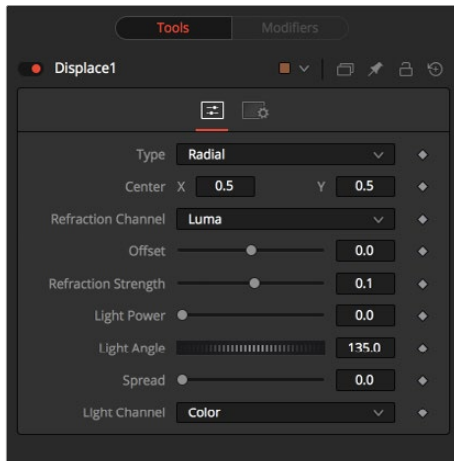 Tools Modifiers
Displace1
Type Radial
Center X 0.5 Y 0.5
Refraction Channel Luma
Offset 0.0
Refraction Strength 0.1
Light Power 0.0
Light Angle 135.0
Spread 0.0
Light Channel Color